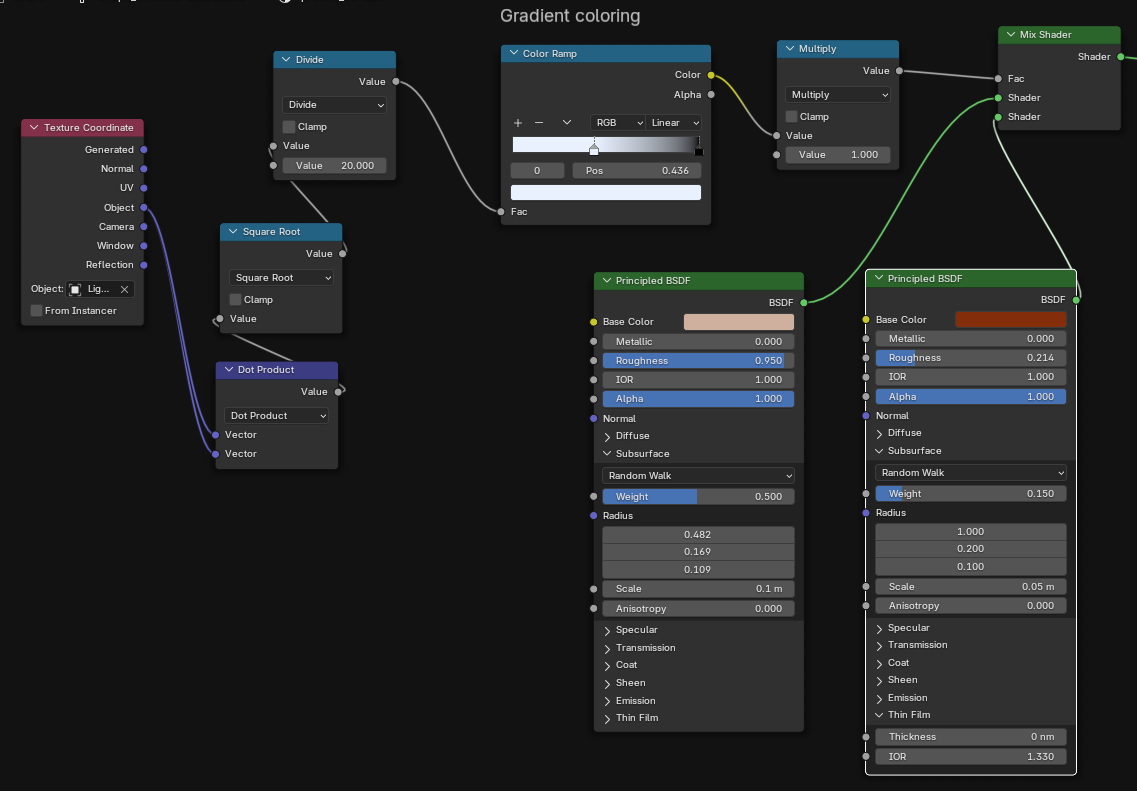 Gradient coloring
Texture Coordinate
Generated
Normal
UV
Object
Camera
Window
Reflection
Object: Lig...
From Instancer
Divide
Value
Divide
Clamp
Value
Value 20.000
Square Root
Value
Square Root
Clamp
Value
Dot Product
Value
Dot Product
Vector
Vector
Color Ramp
Color
Alpha
RGB Linear
0 Pos 0.436
Fac
Multiply
Value
Multiply
Clamp
Value
Value 1.000
Mix Shader
Shader
Fac
Shader
Shader
Principled BSDF
BSDF
Base Color
Metallic 0.000
Roughness 0.950
IOR 1.000
Alpha 1.000
Normal
Diffuse
Subsurface
Random Walk
Weight 0.500
Radius
0.482
0.169
0.109
Scale 0.1 m
Anisotropy 0.000
Specular
Transmission
Coat
Sheen
Emission
Thin Film
Principled BSDF
BSDF
Base Color
Metallic 0.000
Roughness 0.214
IOR 1.000
Alpha 1.000
Normal
Diffuse
Subsurface
Random Walk
Weight 0.150
Radius
1.000
0.200
0.100
Scale 0.05 m
Anisotropy 0.000
Specular
Transmission
Coat
Sheen
Emission
Thin Film
Thickness 0 nm
IOR 1.330